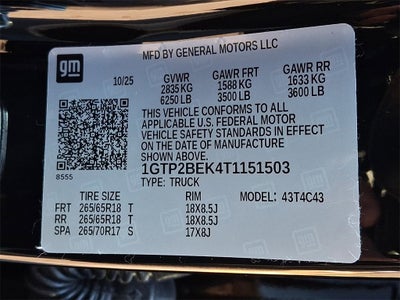 MFD BY GENERAL MOTORS LLC
gm
10/25 GVWR GAWR FRT GAWR RR
2835 KG 1588 KG 1633 KG
6250 LB 3500 LB 3600 LB
THIS VEHICLE CONFORMS TO ALL
APPLICABLE U.S. FEDERAL MOTOR
VEHICLE SAFETY STANDARDS IN EFFECT
ON THE DATE OF MANUFACTURE
SHOWN ABOVE.
8555 1GTP2BEK4T1151503
TYPE: TRUCK
TIRE SIZE RIM MODEL: 43T4C43
FRT 265/65R18 T 18X8.5J
RR 265/65R18 T 18X8.5J
SPA 265/70R17 S 17X8J